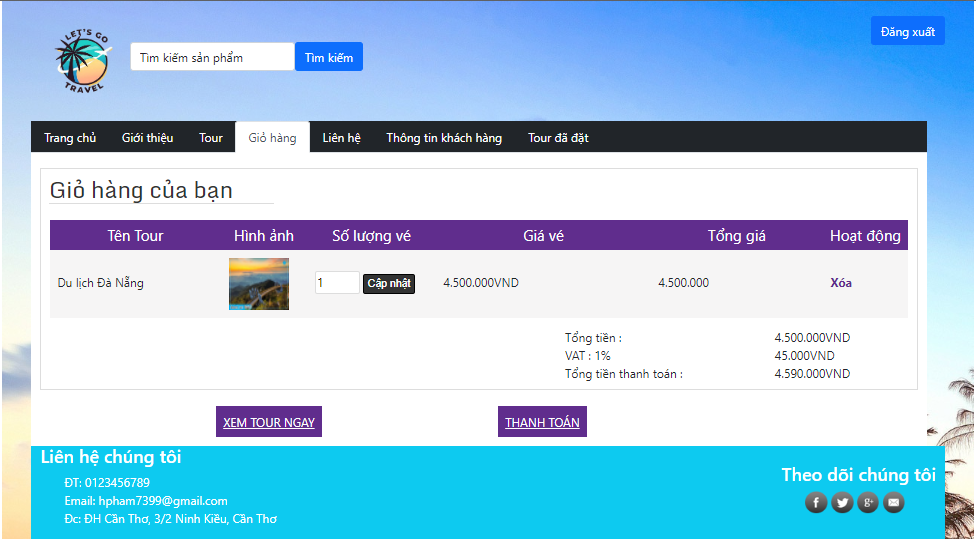 Đăng xuất
LET'S GO
TRAVEL
Tìm kiếm sản phẩm
Tìm kiếm
Trang chủ Giới thiệu Tour Giỏ hàng Liên hệ Thông tin khách hàng Tour đã đặt
Giỏ hàng của bạn
Tên Tour Hình ảnh Số lượng vé Giá vé Tổng giá Hoạt động
Du lịch Đà Nẵng 1 Cập nhật 4.500.000VND 4.500.000 Xóa
Tổng tiền : 4.500.000VND
VAT : 1% 45.000VND
Tổng tiền thanh toán : 4.590.000VND
XEM TOUR NGAY THANH TOÁN
Liên hệ chúng tôi
ĐT: 0123456789
Email: hpham7399@gmail.com
Đc: ĐH Cần Thơ, 3/2 Ninh Kiều, Cần Thơ
Theo dõi chúng tôi